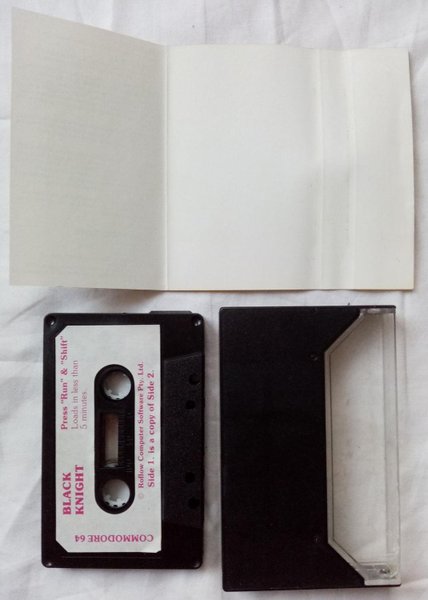 BLACK
KNIGHT
Press "Run" & "Shift"
Loads in less than
5 minutes.
© Roflow Computer Software Pty. Ltd.
Side 1. is a copy of Side 2.
COMMODORE 64